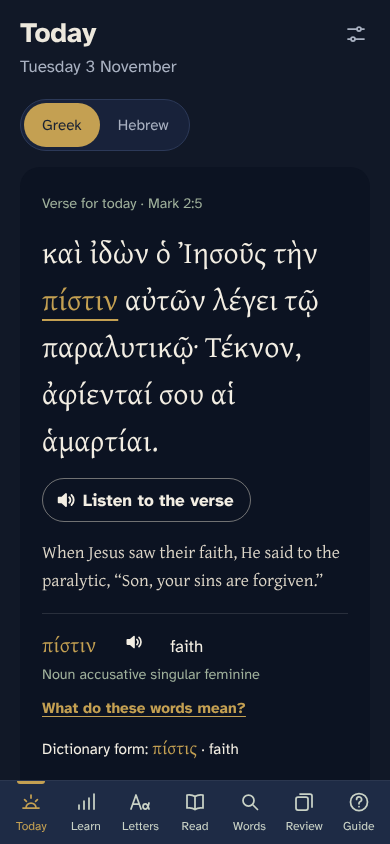 Today
Tuesday 3 November
Greek Hebrew
Verse for today · Mark 2:5
καὶ ἰδὼν ὁ Ἰησοῦς τὴν
πίστιν αὐτῶν λέγει τῷ
παραλυτικῷ· Τέκνον,
ἀφίενταί σου αἱ
ἁμαρτίαι.
Listen to the verse
When Jesus saw their faith, He said to the
paralytic, “Son, your sins are forgiven.”
πίστιν faith
Noun accusative singular feminine
What do these words mean?
Dictionary form: πίστις · faith
Today Learn Letters Read Words Review Guide